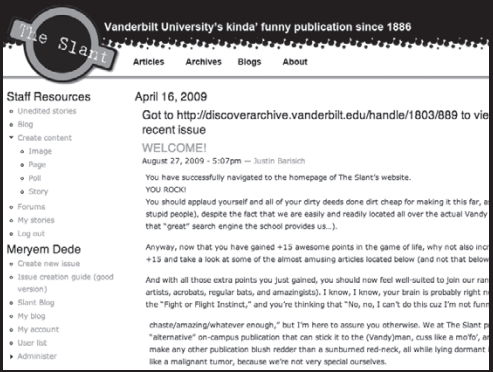 Vanderbilt University's kinda' funny publication since 1886
The Slant
Articles Archives Blogs About
Staff Resources
Unedited stories
Blog
Create content
Image
Page
Poll
Story
Forums
My stories
Log out
Meryem Dede
Create new issue
Issue creation guide (good
version)
Slant Blog
My blog
My account
User list
Administer
April 16, 2009
Got to http://discoverarchive.vanderbilt.edu/handle/1803/889 to vie
recent issue
WELCOME!
August 27, 2009 - 5:07pm — Justin Barisich
You have successfully navigated to the homepage of The Slant's website.
YOU ROCK!
You should applaud yourself and all of your dirty deeds done dirt cheap for making it this far, a
stupid people), despite the fact that we are easily and readily located all over the actual Vandy
that "great" search engine the school provides us...).
Anyway, now that you have gained +15 awesome points in the game of life, why not also incr
+15 and take a look at some of the almost amusing articles located below (and not that below
And with all those extra points you just gained, you should now feel well-suited to join our ran
artists, acrobats, regular bats, and amazingists). I know, I know, your brain is probably right n
the "Fight or Flight Instinct," and you're thinking that "No, no, I can't do this cuz I'm not funn
chaste/amazing/whatever enough," but I'm here to assure you otherwise. We at The Slant p
"alternative" on-campus publication that can stick it to the (Vandy)man, cuss like a mo'fo', an
make any other publication blush redder than a sunburned red-neck, all while lying dormant i
like a malignant tumor, because we're not very special ourselves.